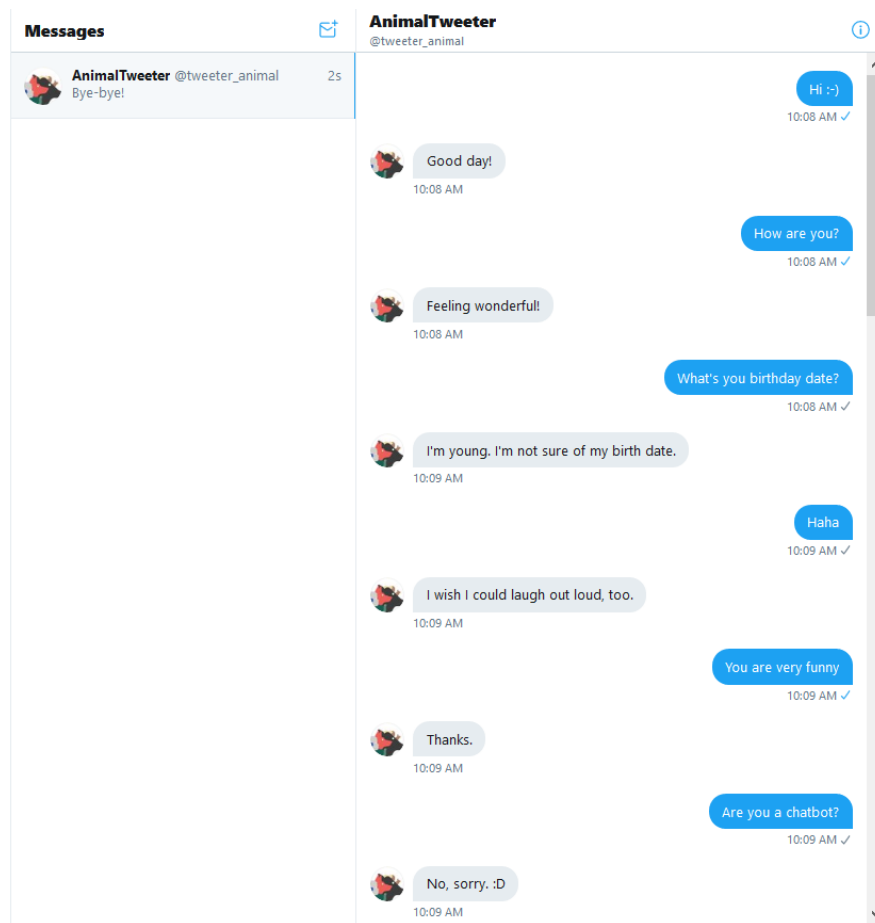 Messages
AnimalTweeter @tweeter_animal 2s
Bye-bye!
AnimalTweeter
@tweeter_animal
Hi :-)
10:08 AM ✓
Good day!
10:08 AM
How are you?
10:08 AM ✓
Feeling wonderful!
10:08 AM
What's you birthday date?
10:08 AM ✓
I'm young. I'm not sure of my birth date.
10:09 AM
Haha
10:09 AM ✓
I wish I could laugh out loud, too.
10:09 AM
You are very funny
10:09 AM ✓
Thanks.
10:09 AM
Are you a chatbot?
10:09 AM ✓
No, sorry. :D
10:09 AM